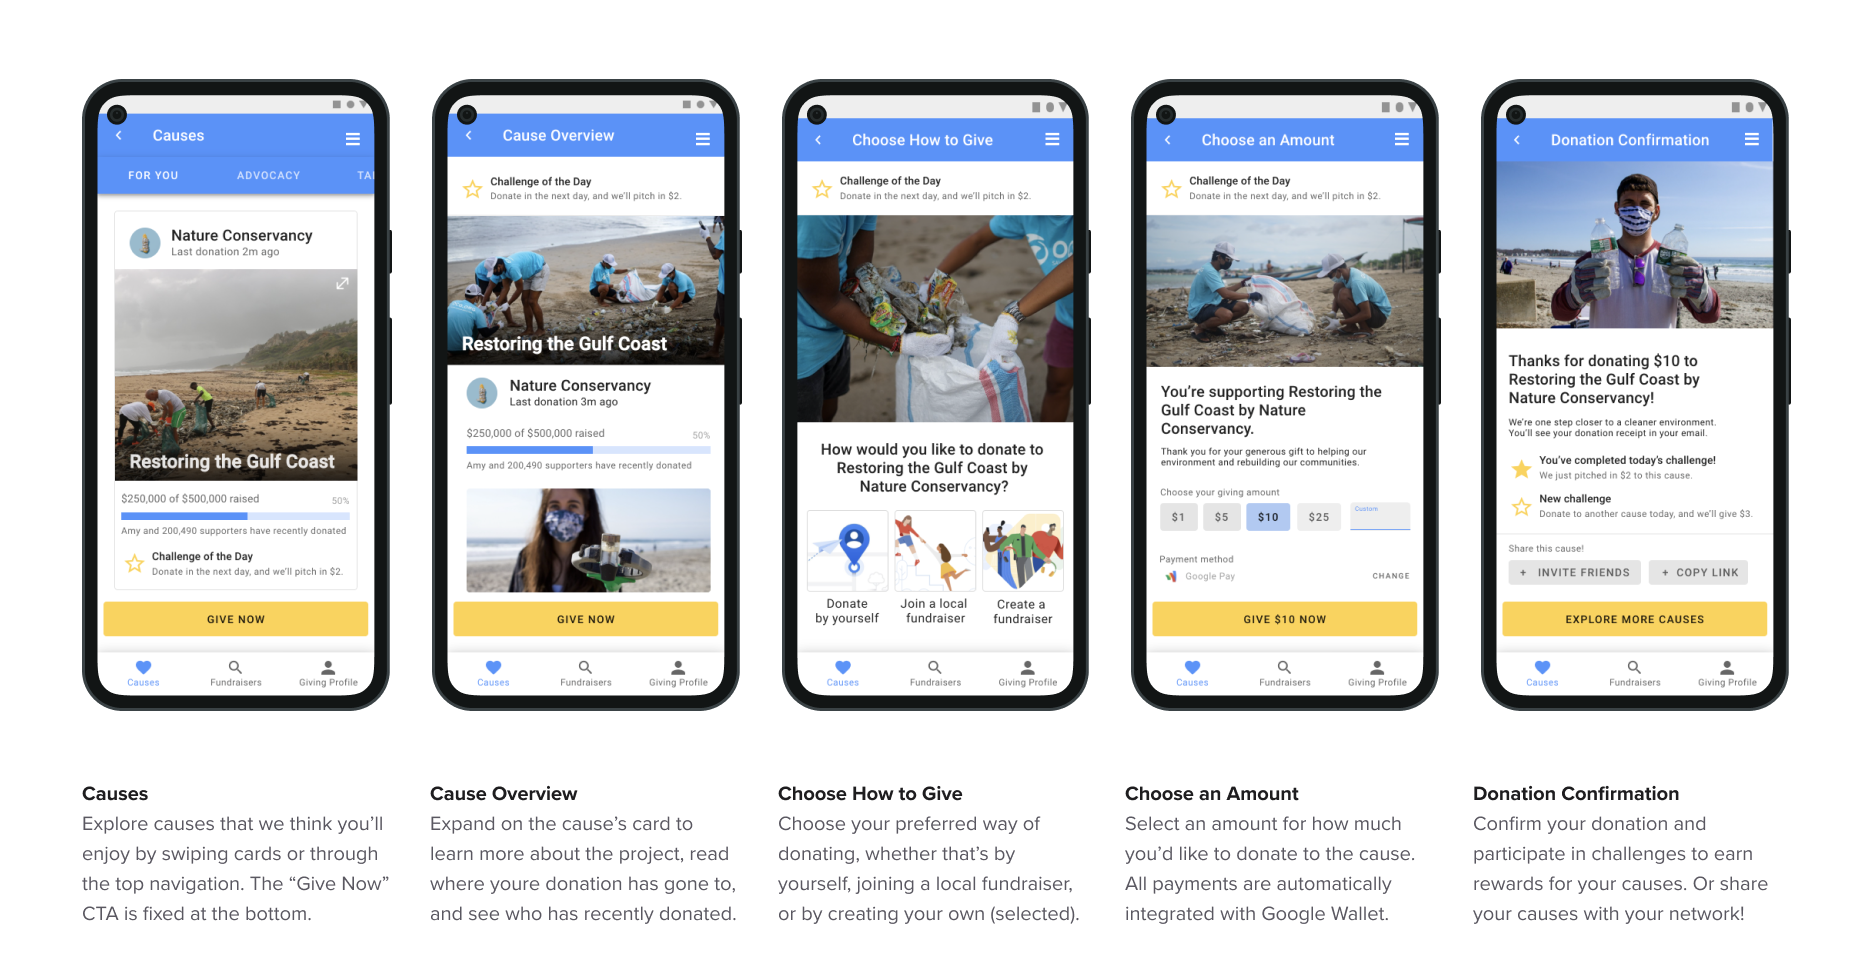 Causes
FOR YOU
ADVOCACY
TAI
Nature Conservancy
Last donation 2m ago
Restoring the Gulf Coast
$250,000 of $500,000 raised
50%
Amy and 200,490 supporters have recently donated
Challenge of the Day
Donate in the next day, and we'll pitch in $2.
GIVE NOW
Causes
Fundraisers
Giving Profile
Cause Overview
Challenge of the Day
Donate in the next day, and we'll pitch in $2.
Restoring the Gulf Coast
Nature Conservancy
Last donation 3m ago
$250,000 of $500,000 raised
50%
Amy and 200,490 supporters have recently donated
GIVE NOW
Causes
Fundraisers
Giving Profile
Choose How to Give
Challenge of the Day
Donate in the next day, and we'll pitch in $2.
How would you like to donate to
Restoring the Gulf Coast by
Nature Conservancy?
Donate
by yourself
Join a local
fundraiser
Create a
fundraiser
Causes
Fundraisers
Giving Profile
Choose an Amount
Challenge of the Day
Donate in the next day, and we'll pitch in $2.
You're supporting Restoring the
Gulf Coast by Nature
Conservancy.
Thank you for your generous gift to helping our
environment and rebuilding our communities.
Choose your giving amount
$1
$5
$10
$25
Custom
Payment method
Google Pay
CHANGE
GIVE $10 NOW
Causes
Fundraisers
Giving Profile
Donation Confirmation
Thanks for donating $10 to
Restoring the Gulf Coast by
Nature Conservancy!
We're one step closer to a cleaner environment.
You'll see your donation receipt in your email.
You've completed today's challenge!
We just pitched in $2 to this cause.
New challenge
Donate to another cause today, and we'll give $3.
Share this cause!
+ INVITE FRIENDS
+ COPY LINK
EXPLORE MORE CAUSES
Causes
Fundraisers
Giving Profile
Causes
Explore causes that we think you'll
enjoy by swiping cards or through
the top navigation. The “Give Now”
CTA is fixed at the bottom.
Cause Overview
Expand on the cause's card to
learn more about the project, read
where youre donation has gone to,
and see who has recently donated.
Choose How to Give
Choose your preferred way of
donating, whether that's by
yourself, joining a local fundraiser,
or by creating your own (selected).
Choose an Amount
Select an amount for how much
you'd like to donate to the cause.
All payments are automatically
integrated with Google Wallet.
Donation Confirmation
Confirm your donation and
participate in challenges to earn
rewards for your causes. Or share
your causes with your network!